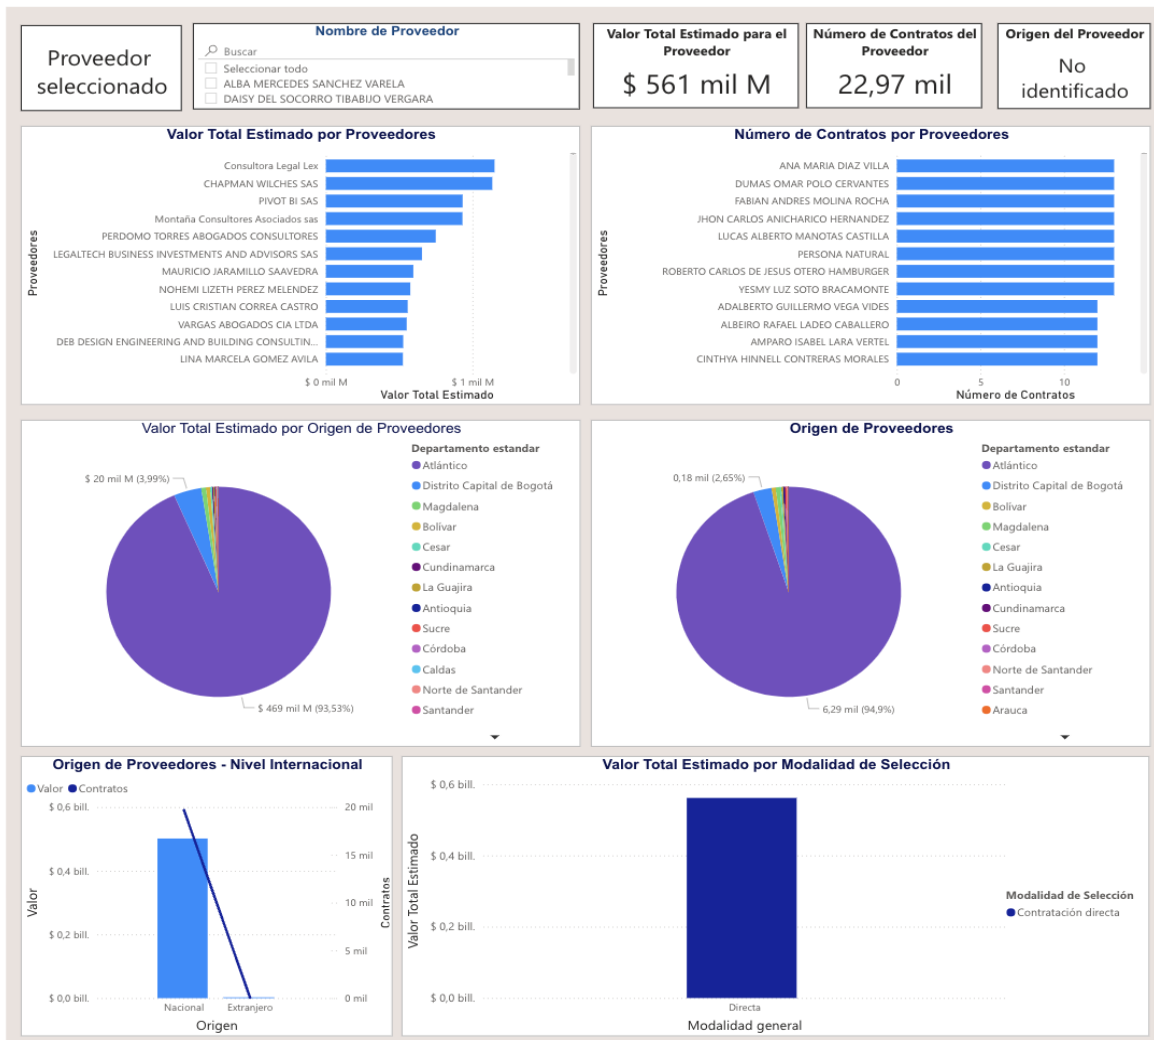 Proveedor
seleccionado
Nombre de Proveedor
Buscar
Seleccionar todo
ALBA MERCEDES SANCHEZ VARELA
DAISY DEL SOCORRO TIBABIJO VERGARA
Valor Total Estimado para el
Proveedor
$ 561 mil M
Número de Contratos del
Proveedor
22,97 mil
Origen del Proveedor
No
identificado
Valor Total Estimado por Proveedores
Proveedores
Consultora Legal Lex
CHAPMAN WILCHES SAS
PIVOT BI SAS
Montaña Consultores Asociados sas
PERDOMO TORRES ABOGADOS CONSULTORES
LEGALTECH BUSINESS INVESTMENTS AND ADVISORS SAS
MAURICIO JARAMILLO SAAVEDRA
NOHEMI LIZETH PEREZ MELENDEZ
LUIS CRISTIAN CORREA CASTRO
VARGAS ABOGADOS CIA LTDA
DEB DESIGN ENGINEERING AND BUILDING CONSULTIN...
LINA MARCELA GOMEZ AVILA
$ 0 mil M
$ 1 mil M
Valor Total Estimado
Número de Contratos por Proveedores
Proveedores
ANA MARIA DIAZ VILLA
DUMAS OMAR POLO CERVANTES
FABIAN ANDRES MOLINA ROCHA
JHON CARLOS ANICHARICO HERNANDEZ
LUCAS ALBERTO MANOTAS CASTILLA
PERSONA NATURAL
ROBERTO CARLOS DE JESUS OTERO HAMBURGER
YESMY LUZ SOTO BRACAMONTE
ADALBERTO GUILLERMO VEGA VIDES
ALBEIRO RAFAEL LADEO CABALLERO
AMPARO ISABEL LARA VERTEL
CINTHYA HINNELL CONTRERAS MORALES
0
5
10
Número de Contratos
Valor Total Estimado por Origen de Proveedores
$ 20 mil M (3,99%)
$ 469 mil M (93,53%)
Departamento estandar
Atlántico
Distrito Capital de Bogotá
Magdalena
Bolívar
Cesar
Cundinamarca
La Guajira
Antioquia
Sucre
Córdoba
Caldas
Norte de Santander
Santander
Origen de Proveedores
0,18 mil (2,65%)
6,29 mil (94,9%)
Departamento estandar
Atlántico
Distrito Capital de Bogotá
Bolívar
Magdalena
Cesar
La Guajira
Antioquia
Cundinamarca
Sucre
Córdoba
Norte de Santander
Santander
Arauca
Origen de Proveedores - Nivel Internacional
Valor
Contratos
Valor
$ 0,6 bill.
$ 0,4 bill.
$ 0,2 bill.
$ 0,0 bill.
20 mil
15 mil
10 mil
5 mil
0 mil
Contratos
Nacional
Extranjero
Origen
Valor Total Estimado por Modalidad de Selección
Valor Total Estimado
$ 0,6 bill.
$ 0,4 bill.
$ 0,2 bill.
$ 0,0 bill.
Directa
Modalidad general
Modalidad de Selección
Contratación directa